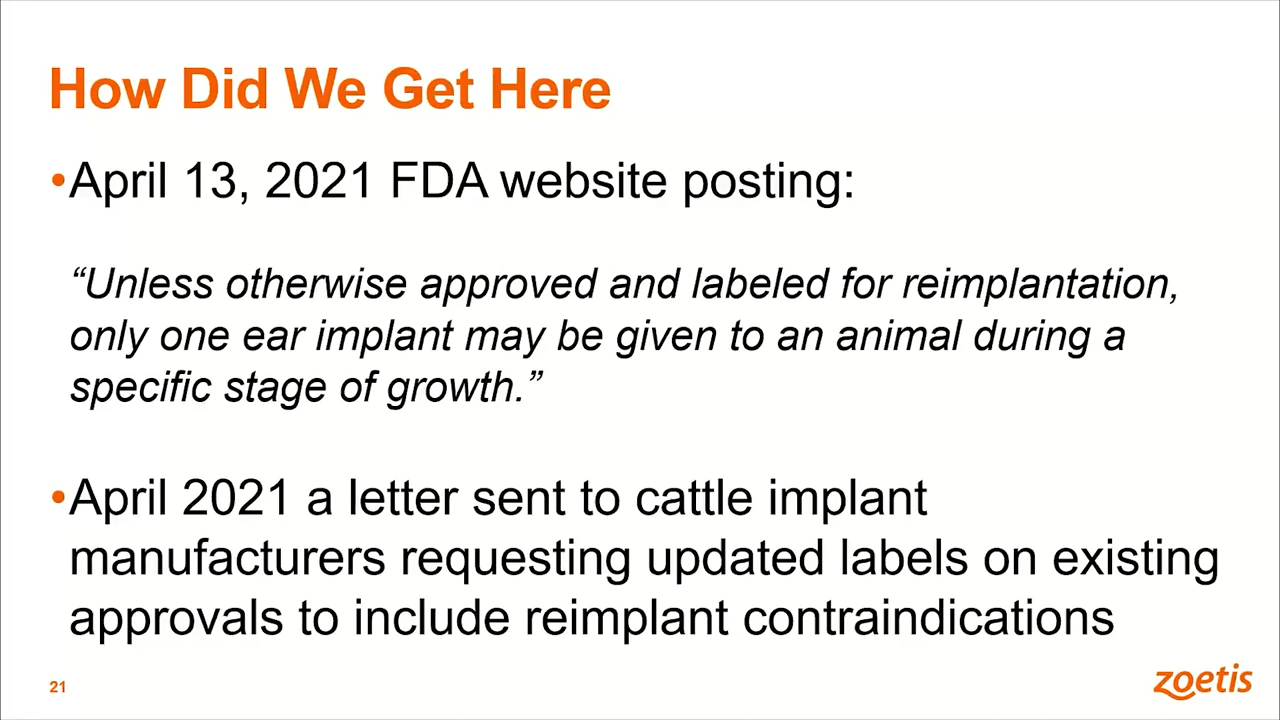 How Did We Get Here
•April 13, 2021 FDA website posting:
“Unless otherwise approved and labeled for reimplantation,
only one ear implant may be given to an animal during a
specific stage of growth.”
•April 2021 a letter sent to cattle implant
manufacturers requesting updated labels on existing
approvals to include reimplant contraindications
21
zoetis